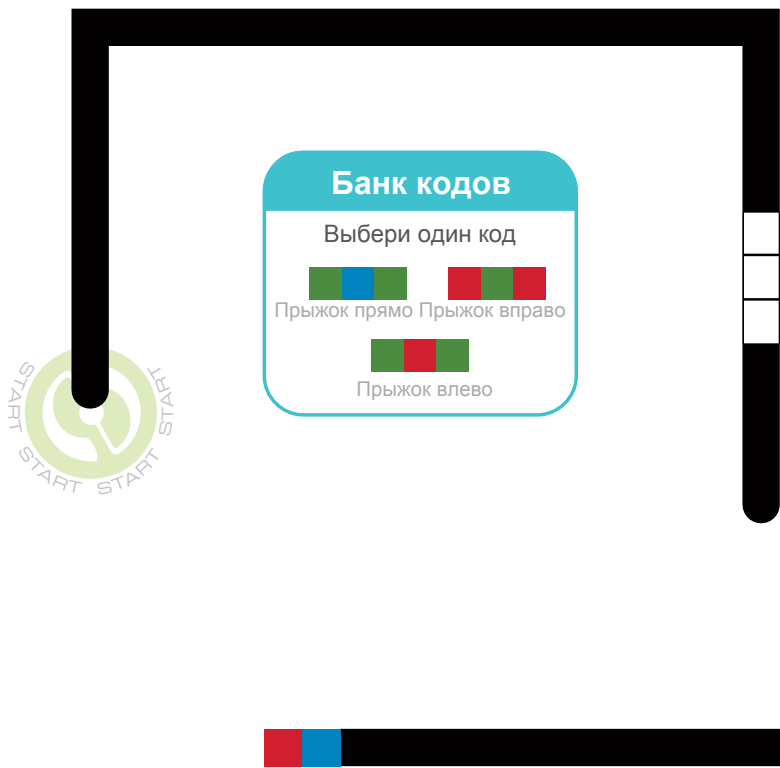 Банк кодов
Выбери один код
Прыжок прямо Прыжок вправо
Прыжок влево
START START START START